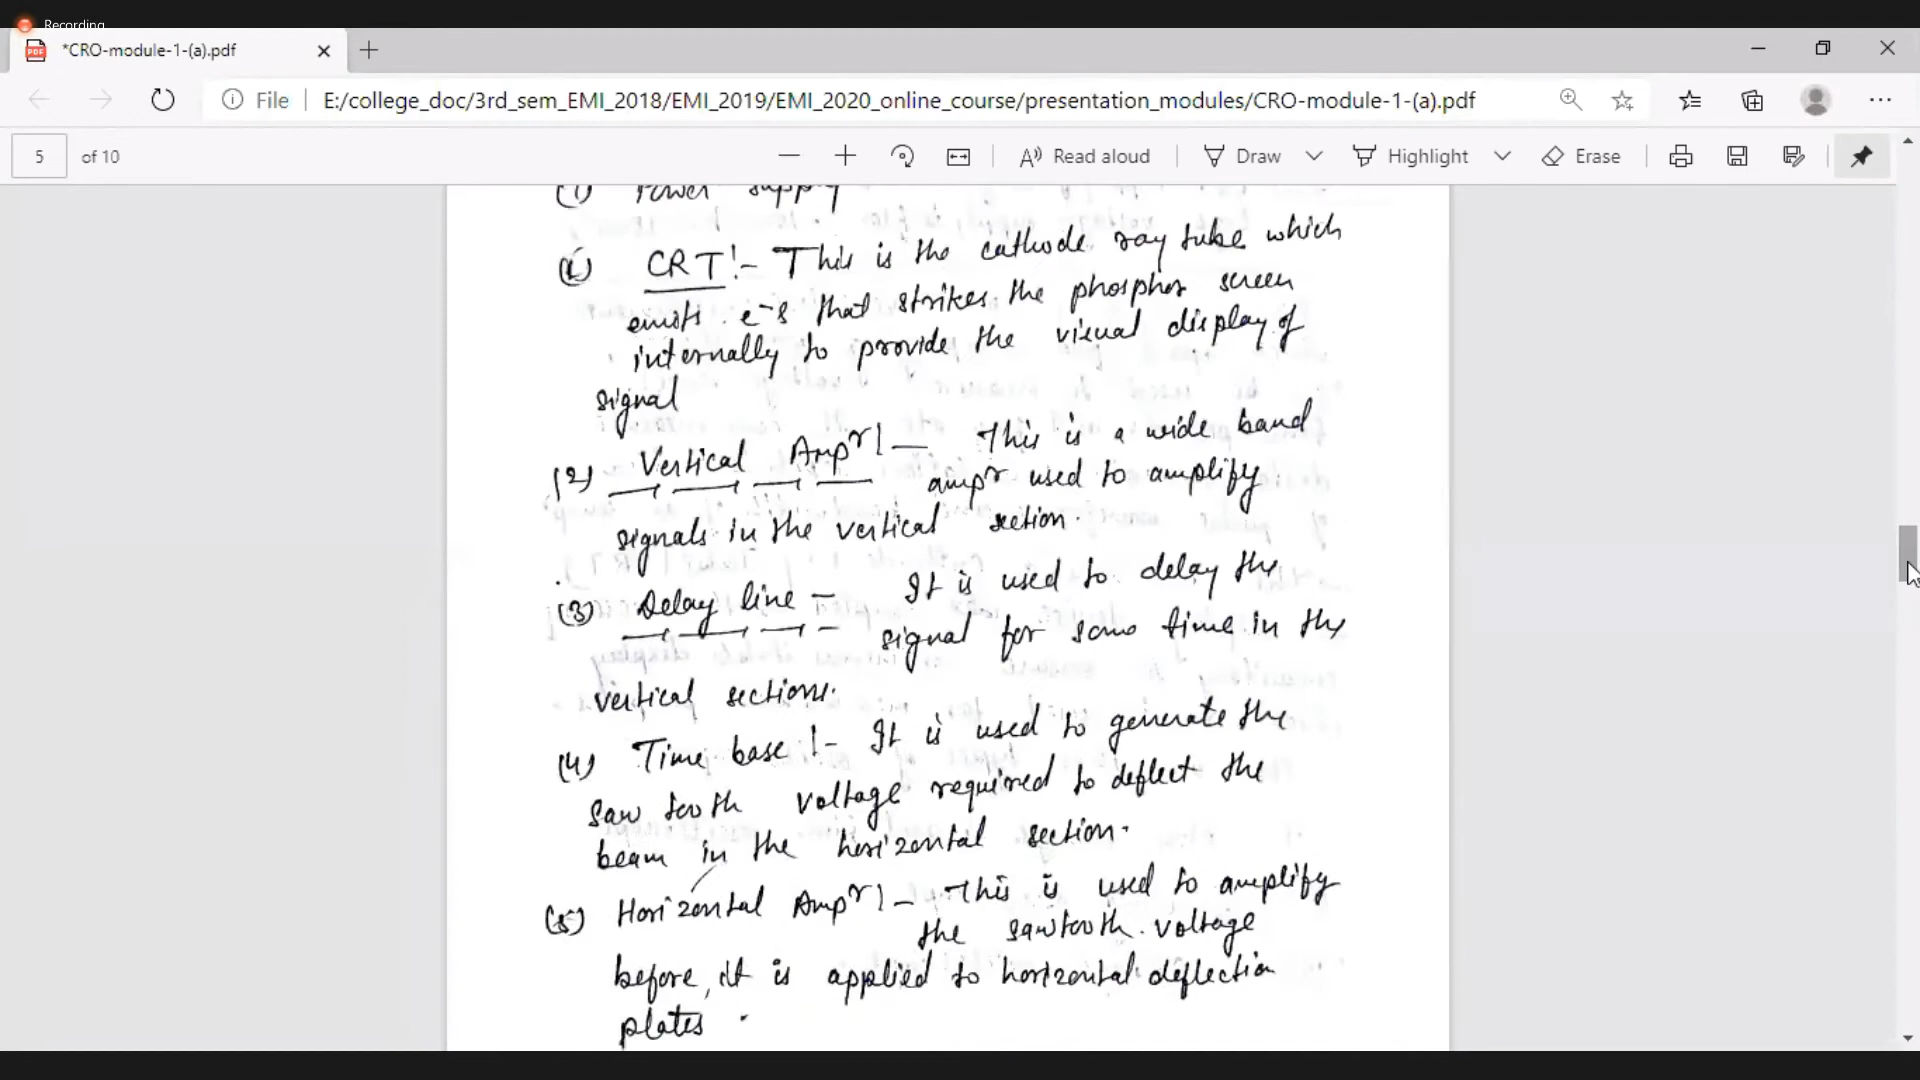 Recording
*CRO-module-1-(a).pdf
File E:/college_doc/3rd_sem_EMI_2018/EMI_2019/EMI_2020_online_course/presentation_modules/CRO-module-1-(a).pdf
5 of 10 Read aloud Draw Highlight Erase
Power supply
CRT :- This is the cathode ray tube which
emits e-s that strikes the phosphor screen
internally to provide the visual display of
signal
(2) Vertical Ampr :- This is a wide band
ampr used to amplify
signals in the vertical section.
(3) Delay line - It is used to delay the
signal for some time in the
vertical sections.
(4) Time base :- It is used to generate the
saw tooth voltage required to deflect the
beam in the horizontal section.
(5) Horizontal Ampr :- This is used to amplify
the sawtooth voltage
before, it is applied to horizontal deflection
plates.